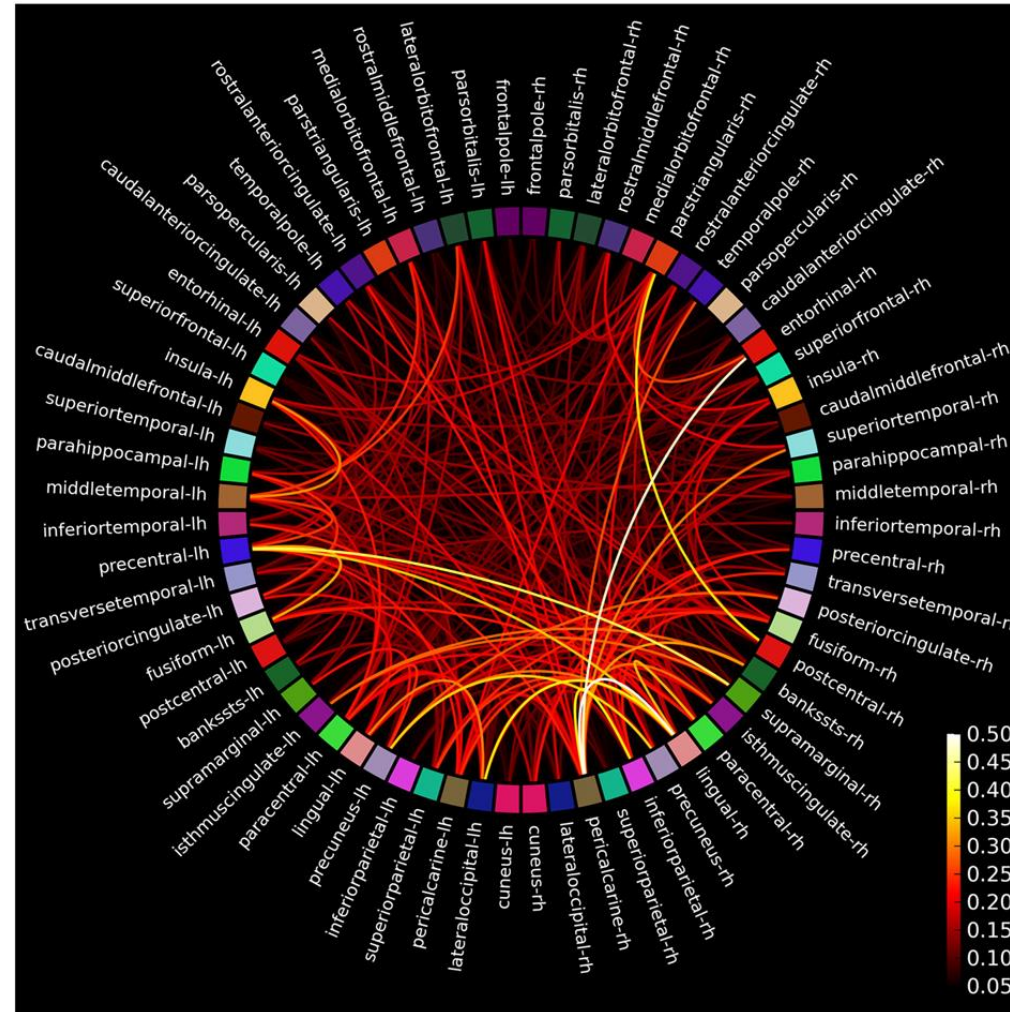 frontalpole-lh
frontalpole-rh
parsorbitalis-rh
lateralorbitofrontal-rh
rostralmiddlefrontal-rh
medialorbitofrontal-rh
parstriangularis-rh
rostralanteriorcingulate-rh
temporalpole-rh
parsopercularis-rh
caudalanteriorcingulate-rh
entorhinal-rh
superiorfrontal-rh
insula-rh
caudalmiddlefrontal-rh
superiortemporal-rh
parahippocampal-rh
middletemporal-rh
inferiortemporal-rh
precentral-rh
transversetemporal-r
posteriorcingulate-rh
fusiform-rh
postcentral-rh
bankssts-rh
supramarginal-rh
isthmuscingulate-rh
paracentral-rh
lingual-rh
precuneus-rh
inferiorparietal-rh
superiorparietal-rh
pericalcarine-rh
lateraloccipital-rh
cuneus-rh
cuneus-lh
lateraloccipital-lh
pericalcarine-lh
superiorparietal-lh
inferiorparietal-lh
precuneus-lh
lingual-lh
paracentral-lh
isthmuscingulate-lh
supramarginal-lh
bankssts-lh
postcentral-lh
fusiform-lh
posteriorcingulate-lh
transversetemporal-lh
precentral-lh
inferiortemporal-lh
middletemporal-lh
parahippocampal-lh
superiortemporal-lh
caudalmiddlefrontal-lh
insula-lh
superiorfrontal-lh
entorhinal-lh
caudalanteriorcingulate-lh
parsopercularis-lh
temporalpole-lh
rostralanteriorcingulate-lh
parstriangularis-lh
medialorbitofrontal-lh
rostralmiddlefrontal-lh
lateralorbitofrontal-lh
parsorbitalis-lh
0.50
0.45
0.40
0.35
0.30
0.25
0.20
0.15
0.10
0.05